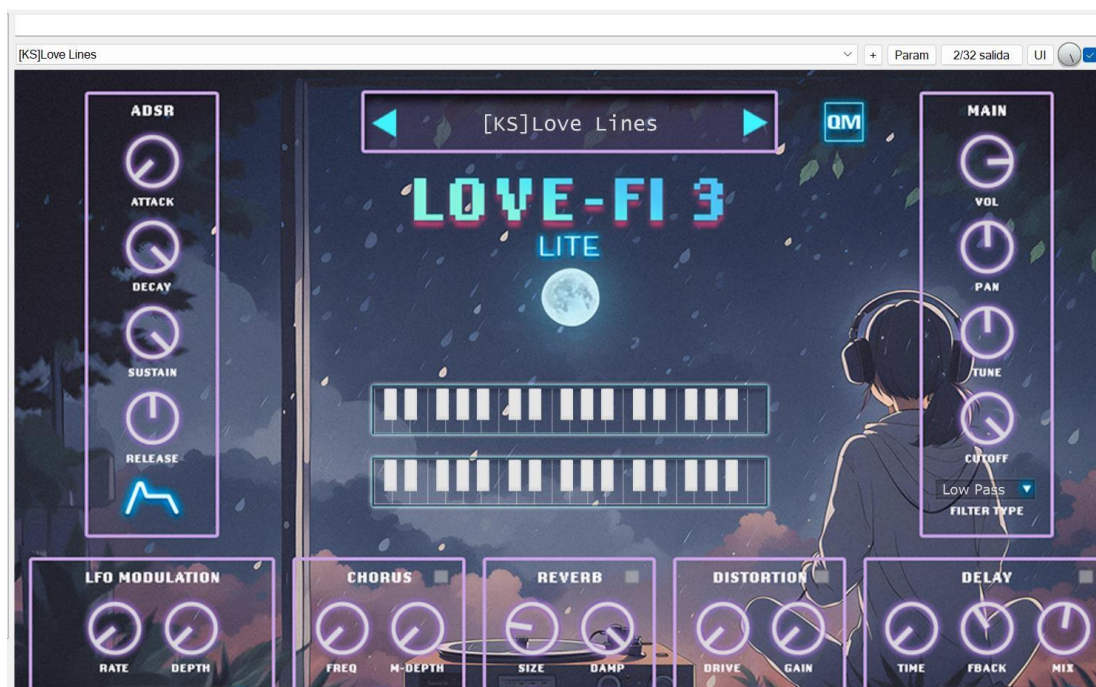 [KS]Love Lines
+ Param 2/32 salida UI
[KS]Love Lines
QM
LOVE-FI 3
LITE
ADSR
ATTACK
DECAY
SUSTAIN
RELEASE
MAIN
VOL
PAN
TUNE
CUTOFF
Low Pass
FILTER TYPE
LFO MODULATION
RATE DEPTH
CHORUS
FREQ M-DEPTH
REVERB
SIZE DAMP
DISTORTION
DRIVE GAIN
DELAY
TIME FBACK MIX